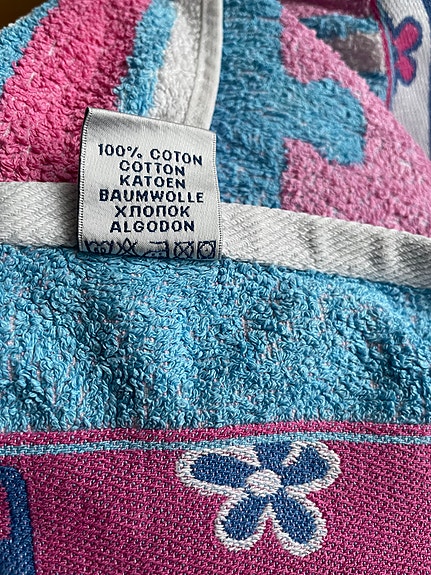 100% COTON
COTTON
KATOEN
BAUMWOLLE
ХЛОПОК
ALGODON